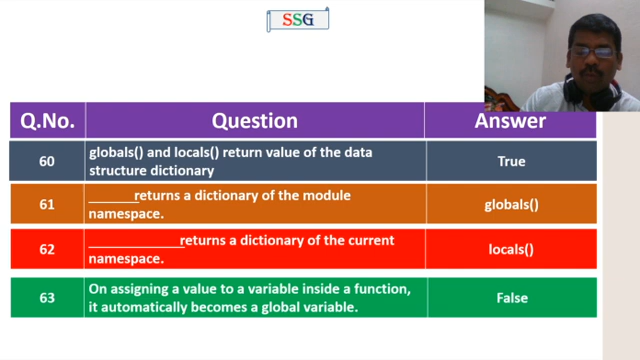 SSG
Q.No. Question Answer
60 globals() and locals() return value of the data True
structure dictionary
61 ______returns a dictionary of the module globals()
namespace.
62 ____________returns a dictionary of the current locals()
namespace.
63 On assigning a value to a variable inside a function, False
it automatically becomes a global variable.